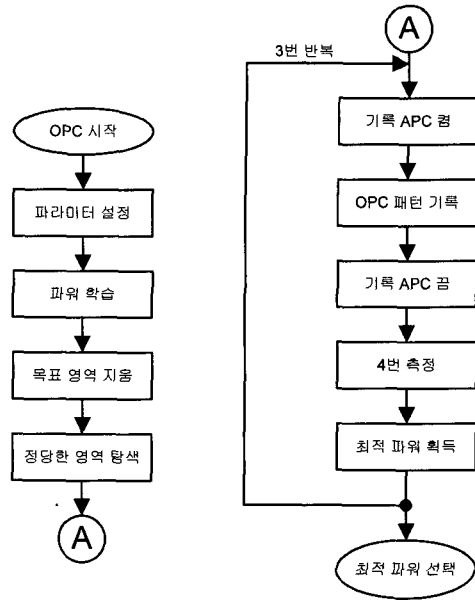 OPC 시작
파라미터 설정
파워 학습
목표 영역 지움
정당한 영역 탐색
A
A
3번 반복
기록 APC 켬
OPC 패턴 기록
기록 APC 끔
4번 측정
최적 파워 획득
최적 파워 선택